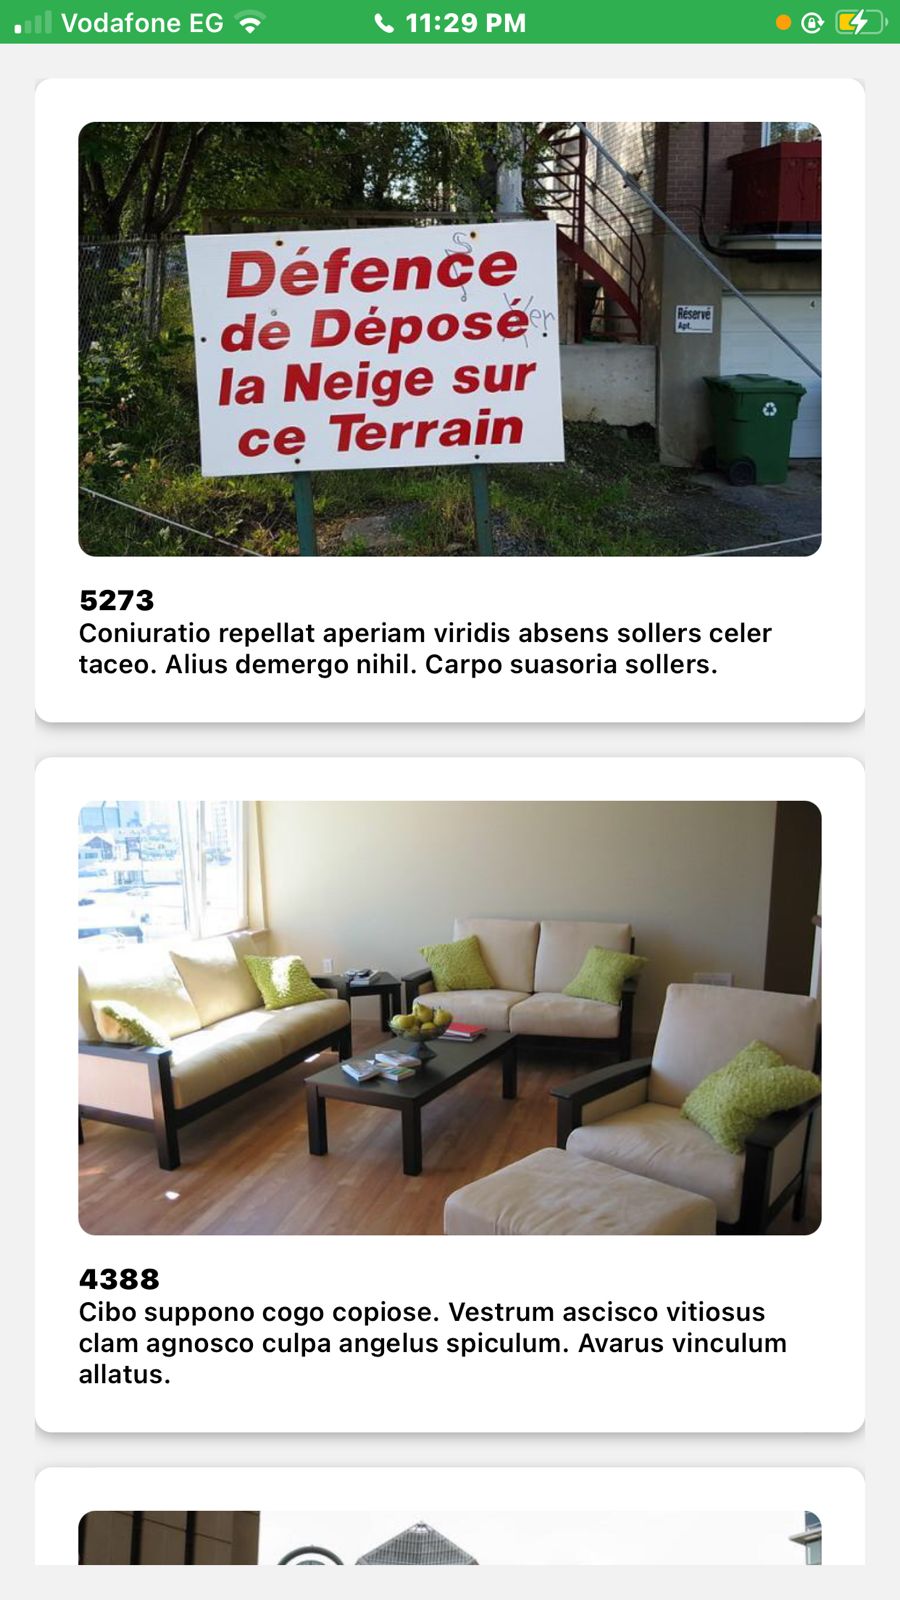 Vodafone EG
11:29 PM
Défence
S
de Déposé
er
la Neige sur
ce Terrain
Réservé
Apt.
4
5273
Coniuratio repellat aperiam viridis absens sollers celer
taceo. Alius demergo nihil. Carpo suasoria sollers.
4388
Cibo suppono cogo copiose. Vestrum ascisco vitiosus
clam agnosco culpa angelus spiculum. Avarus vinculum
allatus.